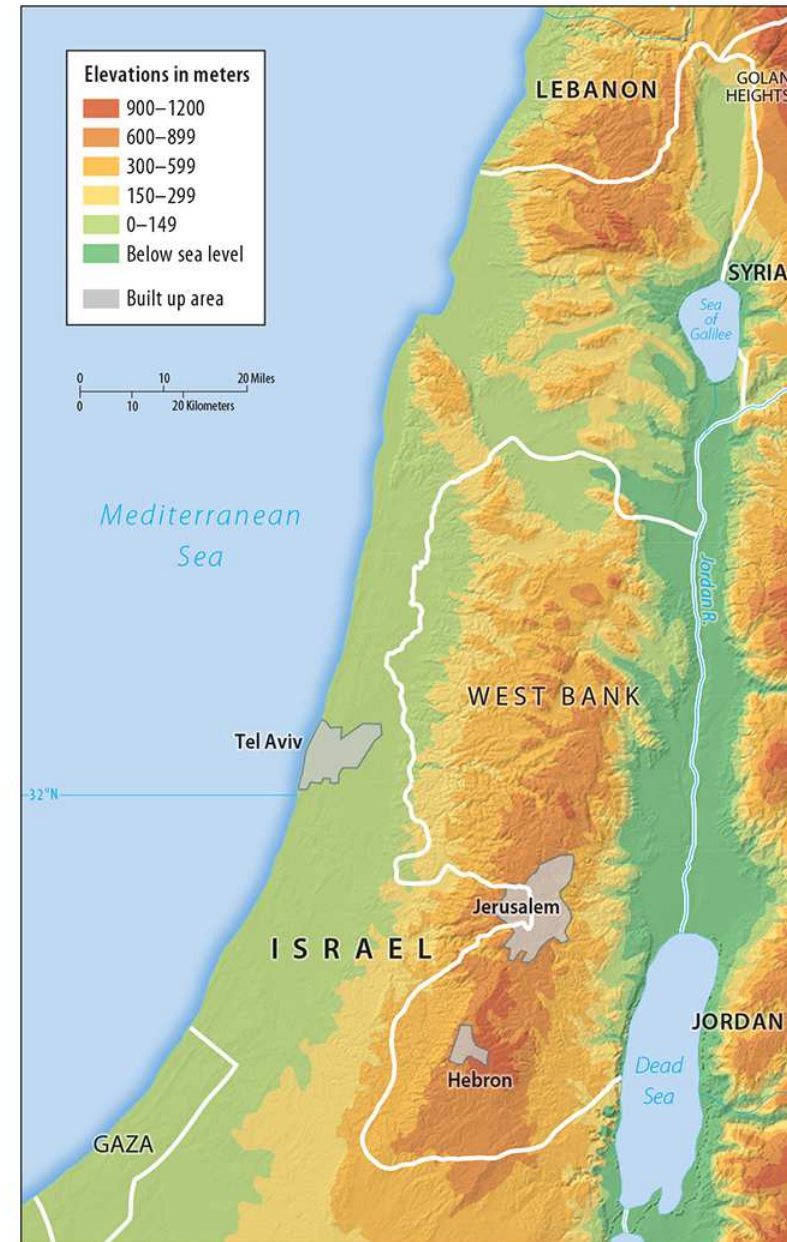 Elevations in meters
900–1200
600–899
300–599
150–299
0–149
Below sea level
Built up area
0 10 20 Miles
0 10 20 Kilometers
LEBANON
GOLAN
HEIGHTS
SYRIA
Sea
of
Galilee
Mediterranean
Sea
Jordan R.
WEST BANK
Tel Aviv
32°N
Jerusalem
ISRAEL
JORDAN
Hebron
Dead
Sea
GAZA